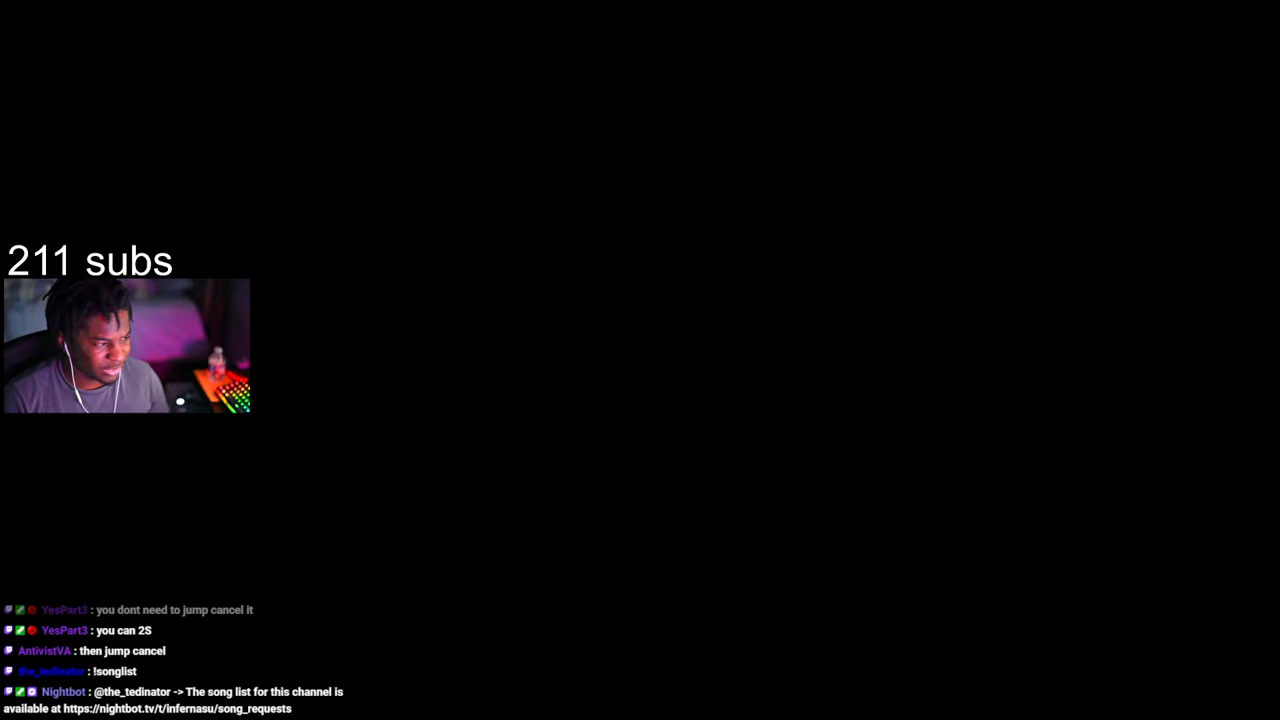 211 subs
YesPart3 : you dont need to jump cancel it
YesPart3 : you can 2S
AntivistVA : then jump cancel
the_tedinator : !songlist
Nightbot : @the_tedinator -> The song list for this channel is
available at https://nightbot.tv/t/infernasu/song_requests